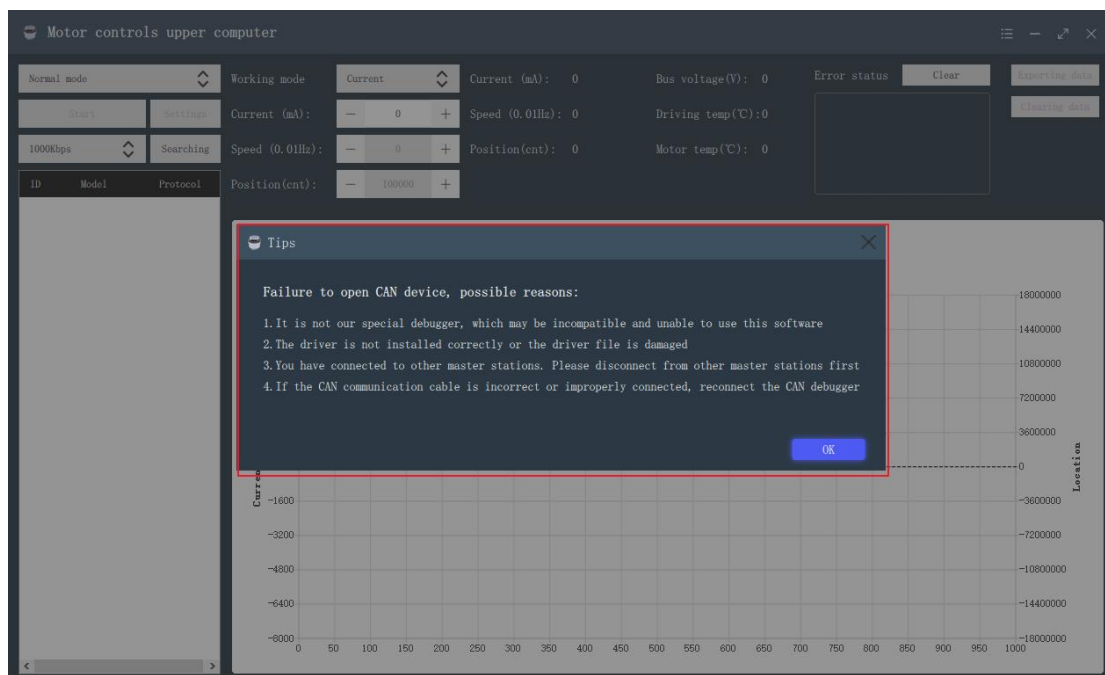 Motor controls upper computer
Normal mode
Working mode
Current
Current (mA): 0
Bus voltage(V): 0
Error status
Clear
Exporting data
Start
Settings
Current (mA):
0
Speed (0.01Hz): 0
Driving temp(℃):0
Clearing data
1000Kbps
Searching
Speed (0.01Hz):
0
Position(cnt): 0
Motor temp(℃): 0
ID Model Protocol
Position(cnt):
100000
Tips
Failure to open CAN device, possible reasons:
1.It is not our special debugger, which may be incompatible and unable to use this software
2.The driver is not installed correctly or the driver file is damaged
3.You have connected to other master stations. Please disconnect from other master stations first
4.If the CAN communication cable is incorrect or improperly connected, reconnect the CAN debugger
OK
18000000
14400000
10800000
7200000
3600000
0
Location
-1600
-3600000
-3200
-7200000
-4800
-10800000
-6400
-14400000
-8000
-18000000
0 50 100 150 200 250 300 350 400 450 500 550 600 650 700 750 800 850 900 950 1000